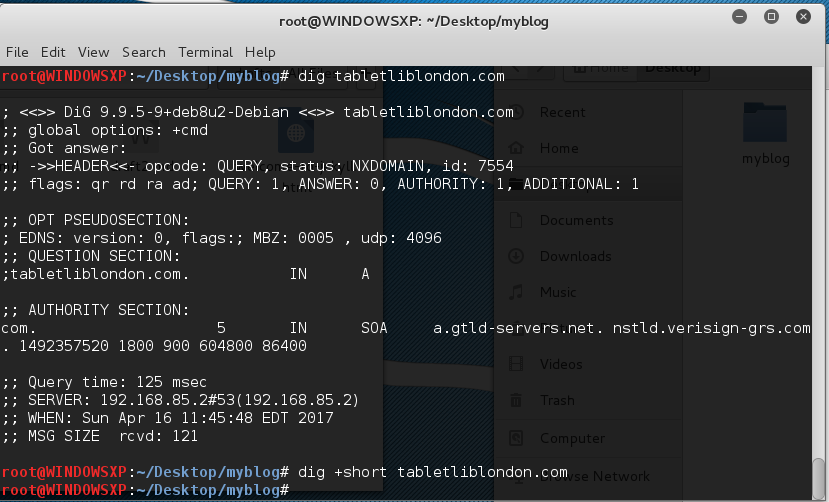 root@WINDOWSXP: ~/Desktop/myblog
File Edit View Search Terminal Help
root@WINDOWSXP:~/Desktop/myblog# dig tabletliblondon.com
; <<>> DiG 9.9.5-9+deb8u2-Debian <<>> tabletliblondon.com
;; global options: +cmd
;; Got answer:
;; ->>HEADER<<- opcode: QUERY, status: NXDOMAIN, id: 7554
;; flags: qr rd ra ad; QUERY: 1, ANSWER: 0, AUTHORITY: 1, ADDITIONAL: 1
;; OPT PSEUDOSECTION:
; EDNS: version: 0, flags:; MBZ: 0005 , udp: 4096
;; QUESTION SECTION:
;tabletliblondon.com. IN A
;; AUTHORITY SECTION:
com. 5 IN SOA a.gtld-servers.net. nstld.verisign-grs.com
. 1492357520 1800 900 604800 86400
;; Query time: 125 msec
;; SERVER: 192.168.85.2#53(192.168.85.2)
;; WHEN: Sun Apr 16 11:45:48 EDT 2017
;; MSG SIZE rcvd: 121
root@WINDOWSXP:~/Desktop/myblog# dig +short tabletliblondon.com
root@WINDOWSXP:~/Desktop/myblog#
Home Desktop
Recent
Home
Documents
Downloads
Music
Videos
Trash
Computer
Browse Network
myblog